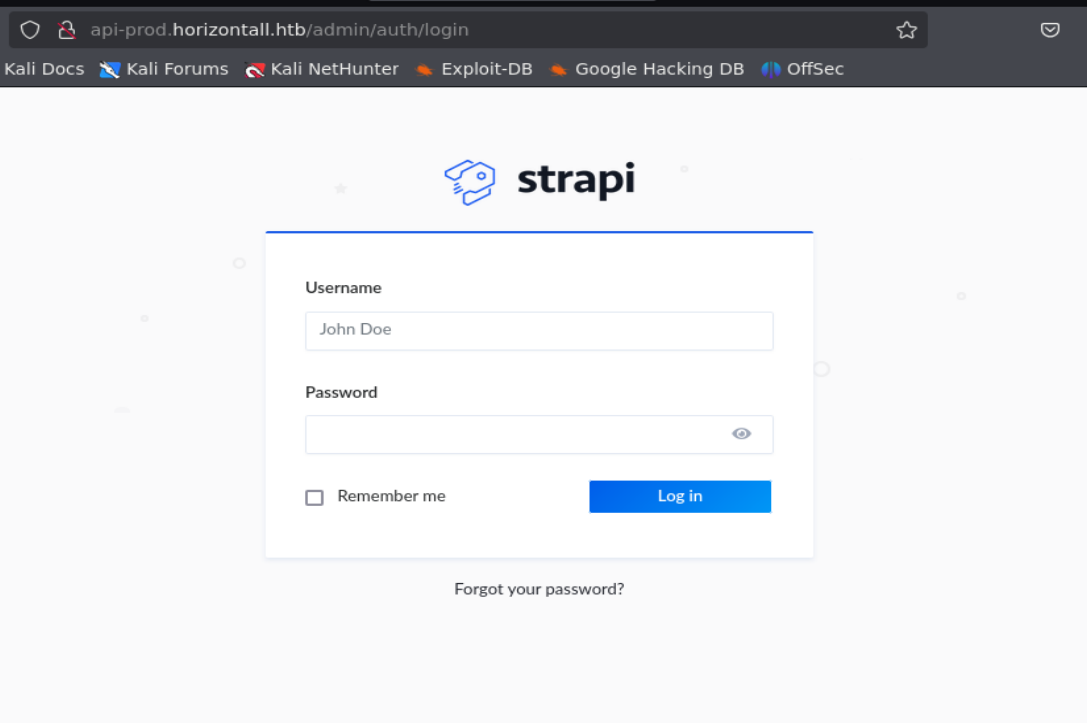 api-prod.horizontall.htb/admin/auth/login
Kali Docs Kali Forums Kali NetHunter Exploit-DB Google Hacking DB OffSec
strapi
Username
John Doe
Password
Remember me Log in
Forgot your password?